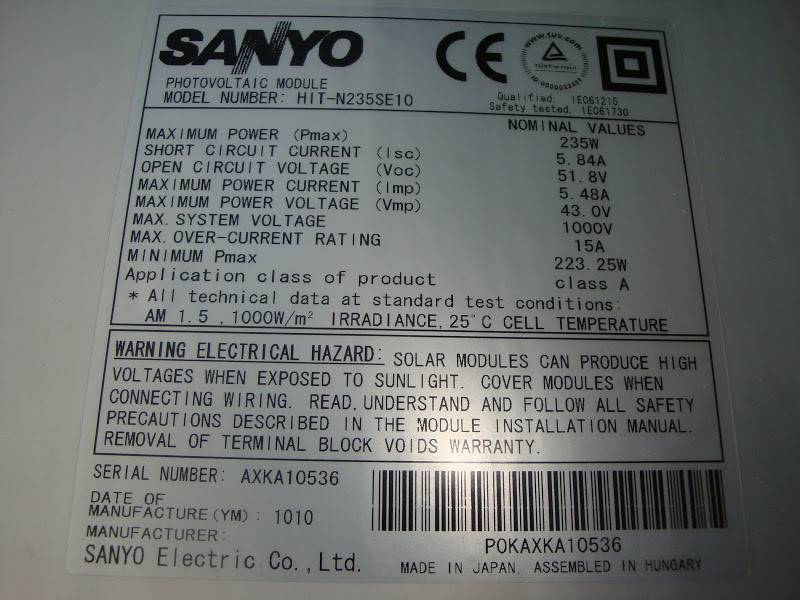 SANYO
CE
www.tuv.com
ID:0000002431
PHOTOVOLTAIC MODULE
MODEL NUMBER: HIT-N235SE10
Qualified, IEC61215
Safety tested, IEC61730
NOMINAL VALUES
MAXIMUM POWER (Pmax) 235W
SHORT CIRCUIT CURRENT (Isc) 5.84A
OPEN CIRCUIT VOLTAGE (Voc) 51.8V
MAXIMUM POWER CURRENT (Imp) 5.48A
MAXIMUM POWER VOLTAGE (Vmp) 43.0V
MAX. SYSTEM VOLTAGE 1000V
MAX. OVER-CURRENT RATING 15A
MINIMUM Pmax 223.25W
Application class of product class A
* All technical data at standard test conditions:
AM 1.5 , 1000W/m² IRRADIANCE, 25°C CELL TEMPERATURE
WARNING ELECTRICAL HAZARD: SOLAR MODULES CAN PRODUCE HIGH
VOLTAGES WHEN EXPOSED TO SUNLIGHT. COVER MODULES WHEN
CONNECTING WIRING. READ, UNDERSTAND AND FOLLOW ALL SAFETY
PRECAUTIONS DESCRIBED IN THE MODULE INSTALLATION MANUAL.
REMOVAL OF TERMINAL BLOCK VOIDS WARRANTY.
SERIAL NUMBER: AXKA10536
DATE OF
MANUFACTURE (YM) : 1010
MANUFACTURER:
SANYO Electric Co., Ltd.
P0KAXKA10536
MADE IN JAPAN, ASSEMBLED IN HUNGARY